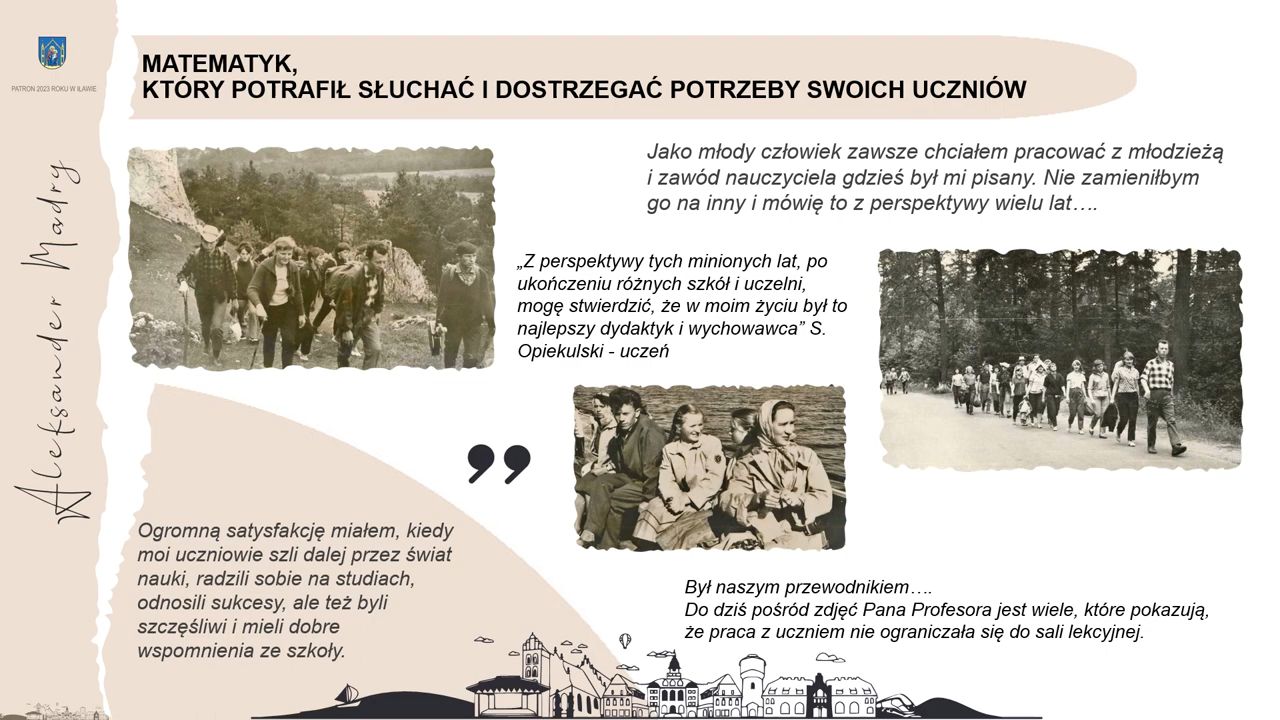 PATRON 2023 ROKU W IŁAWIE
Aleksander Madry
MATEMATYK,
KTÓRY POTRAFIŁ SŁUCHAĆ I DOSTRZEGAĆ POTRZEBY SWOICH UCZNIÓW
Jako młody człowiek zawsze chciałem pracować z młodzieżą
i zawód nauczyciela gdzieś był mi pisany. Nie zamieniłbym
go na inny i mówię to z perspektywy wielu lat….
„Z perspektywy tych minionych lat, po
ukończeniu różnych szkół i uczelni,
mogę stwierdzić, że w moim życiu był to
najlepszy dydaktyk i wychowawca” S.
Opiekulski - uczeń
Ogromną satysfakcję miałem, kiedy
moi uczniowie szli dalej przez świat
nauki, radzili sobie na studiach,
odnosili sukcesy, ale też byli
szczęśliwi i mieli dobre
wspomnienia ze szkoły.
Był naszym przewodnikiem….
Do dziś pośród zdjęć Pana Profesora jest wiele, które pokazują,
że praca z uczniem nie ograniczała się do sali lekcyjnej.